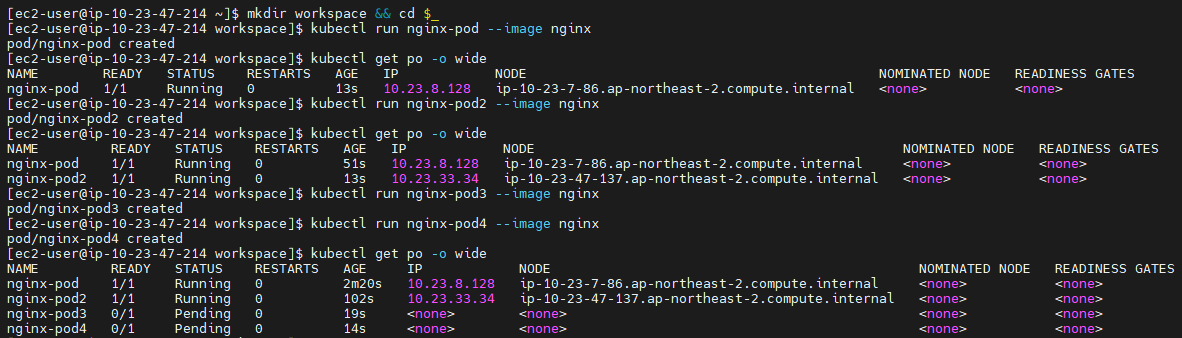 [ec2-user@ip-10-23-47-214 ~]$ mkdir workspace && cd $_
[ec2-user@ip-10-23-47-214 workspace]$ kubectl run nginx-pod --image nginx
pod/nginx-pod created
[ec2-user@ip-10-23-47-214 workspace]$ kubectl get po -o wide
NAME READY STATUS RESTARTS AGE IP NODE NOMINATED NODE READINESS GATES
nginx-pod 1/1 Running 0 13s 10.23.8.128 ip-10-23-7-86.ap-northeast-2.compute.internal <none> <none>
[ec2-user@ip-10-23-47-214 workspace]$ kubectl run nginx-pod2 --image nginx
pod/nginx-pod2 created
[ec2-user@ip-10-23-47-214 workspace]$ kubectl get po -o wide
NAME READY STATUS RESTARTS AGE IP NODE NOMINATED NODE READINESS GATES
nginx-pod 1/1 Running 0 51s 10.23.8.128 ip-10-23-7-86.ap-northeast-2.compute.internal <none> <none>
nginx-pod2 1/1 Running 0 13s 10.23.33.34 ip-10-23-47-137.ap-northeast-2.compute.internal <none> <none>
[ec2-user@ip-10-23-47-214 workspace]$ kubectl run nginx-pod3 --image nginx
pod/nginx-pod3 created
[ec2-user@ip-10-23-47-214 workspace]$ kubectl run nginx-pod4 --image nginx
pod/nginx-pod4 created
[ec2-user@ip-10-23-47-214 workspace]$ kubectl get po -o wide
NAME READY STATUS RESTARTS AGE IP NODE NOMINATED NODE READINESS GATES
nginx-pod 1/1 Running 0 2m20s 10.23.8.128 ip-10-23-7-86.ap-northeast-2.compute.internal <none> <none>
nginx-pod2 1/1 Running 0 102s 10.23.33.34 ip-10-23-47-137.ap-northeast-2.compute.internal <none> <none>
nginx-pod3 0/1 Pending 0 19s <none> <none> <none> <none>
nginx-pod4 0/1 Pending 0 14s <none> <none> <none> <none>